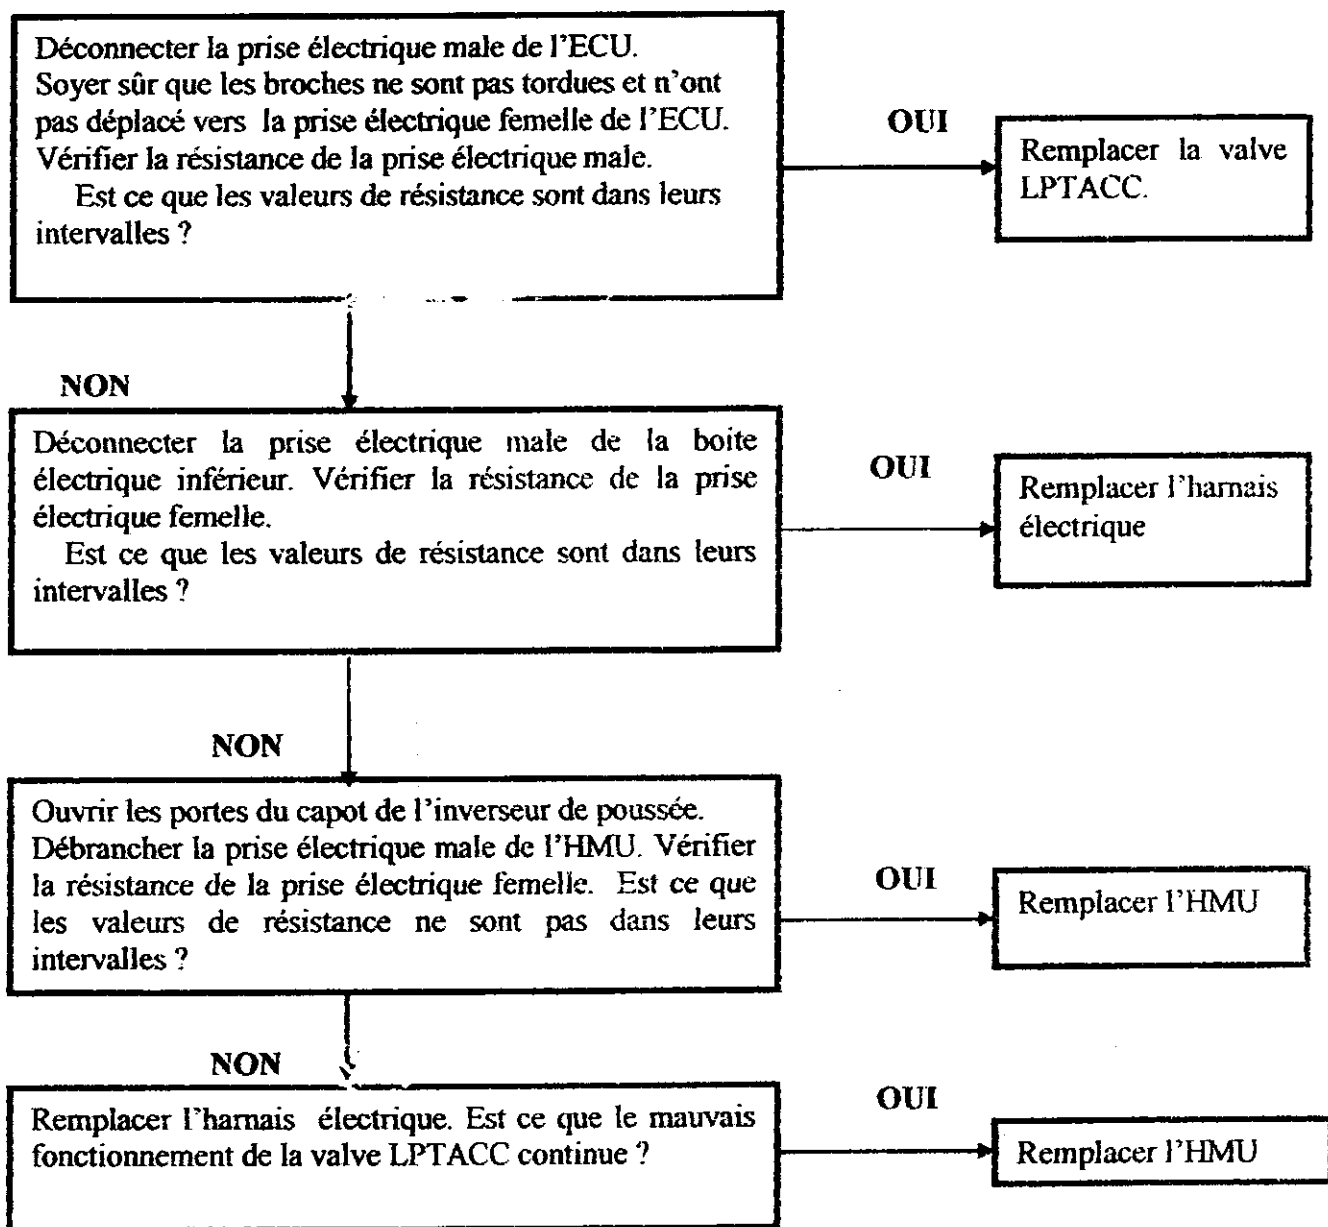 Déconnecter la prise électrique male de l'ECU.
Soyer sûr que les broches ne sont pas tordues et n'ont
pas déplacé vers la prise électrique femelle de l'ECU.
Vérifier la résistance de la prise électrique male.
Est ce que les valeurs de résistance sont dans leurs
intervalles ?
OUI
Remplacer la valve
LPTACC.
NON
Déconnecter la prise électrique male de la boite
électrique inférieur. Vérifier la résistance de la prise
électrique femelle.
Est ce que les valeurs de résistance sont dans leurs
intervalles ?
OUI
Remplacer l'harnais
électrique
NON
Ouvrir les portes du capot de l'inverseur de poussée.
Débrancher la prise électrique male de l'HMU. Vérifier
la résistance de la prise électrique femelle. Est ce que
les valeurs de résistance ne sont pas dans leurs
intervalles ?
OUI
Remplacer l'HMU
NON
Remplacer l'harnais électrique. Est ce que le mauvais
fonctionnement de la valve LPTACC continue ?
OUI
Remplacer l'HMU